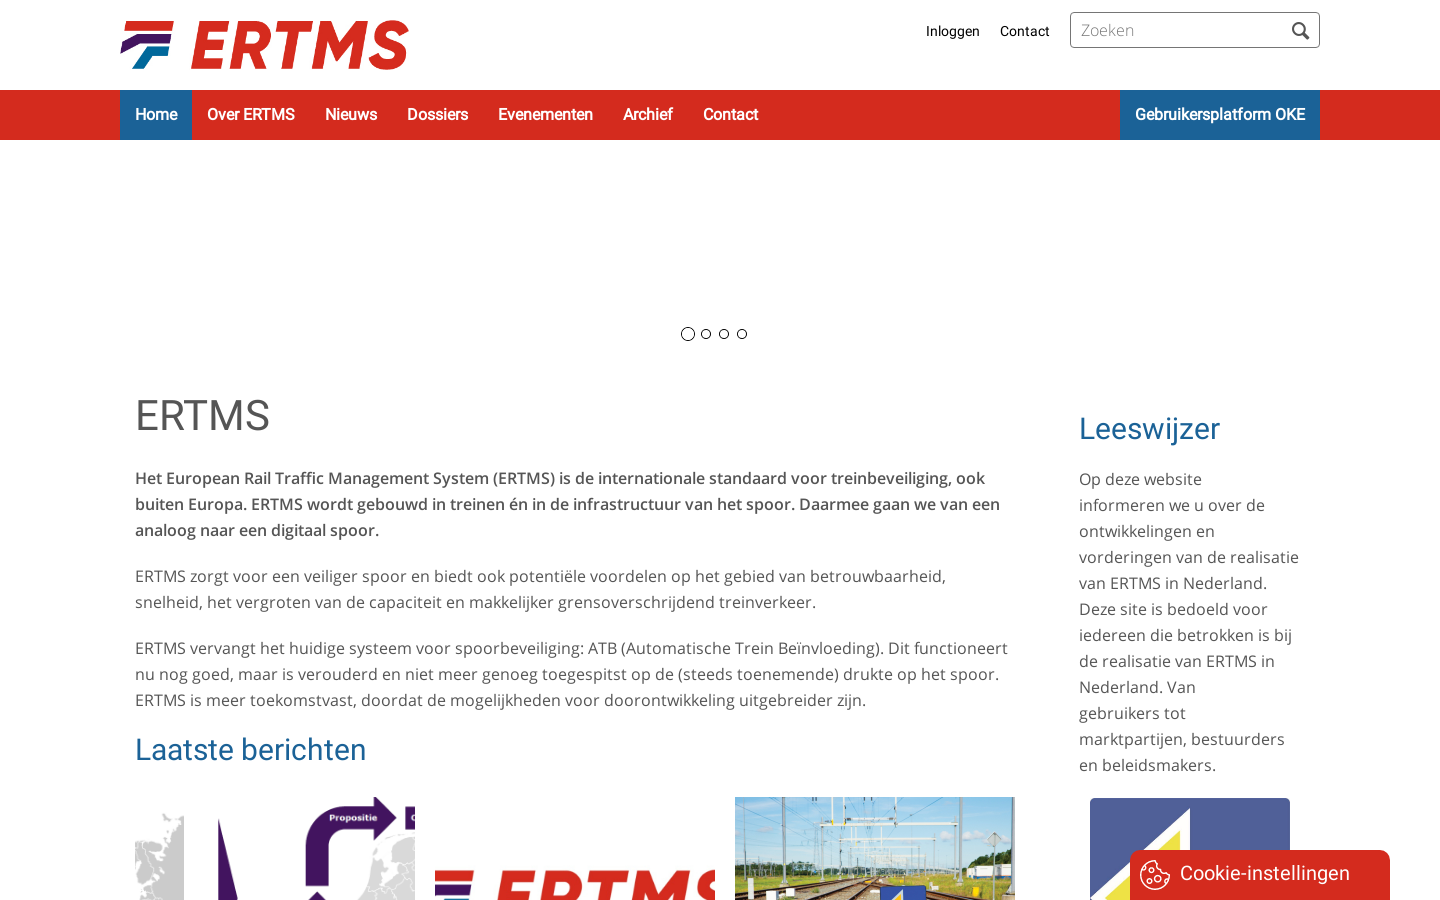 ERTMS
Inloggen
Contact
Zoeken
Home
Over ERTMS
Nieuws
Dossiers
Evenementen
Archief
Contact
Gebruikersplatform OKE
ERTMS
Het European Rail Traffic Management System (ERTMS) is de internationale standaard voor treinbeveiliging, ook
buiten Europa. ERTMS wordt gebouwd in treinen én in de infrastructuur van het spoor. Daarmee gaan we van een
analoog naar een digitaal spoor.
ERTMS zorgt voor een veiliger spoor en biedt ook potentiële voordelen op het gebied van betrouwbaarheid,
snelheid, het vergroten van de capaciteit en makkelijker grensoverschrijdend treinverkeer.
ERTMS vervangt het huidige systeem voor spoorbeveiliging: ATB (Automatische Trein Beïnvloeding). Dit functioneert
nu nog goed, maar is verouderd en niet meer genoeg toegespitst op de (steeds toenemende) drukte op het spoor.
ERTMS is meer toekomstvast, doordat de mogelijkheden voor doorontwikkeling uitgebreider zijn.
Laatste berichten
Propositie
ERTMS
Leeswijzer
Op deze website
informeren we u over de
ontwikkelingen en
vorderingen van de realisatie
van ERTMS in Nederland.
Deze site is bedoeld voor
iedereen die betrokken is bij
de realisatie van ERTMS in
Nederland. Van
gebruikers tot
marktpartijen, bestuurders
en beleidsmakers.
Cookie-instellingen